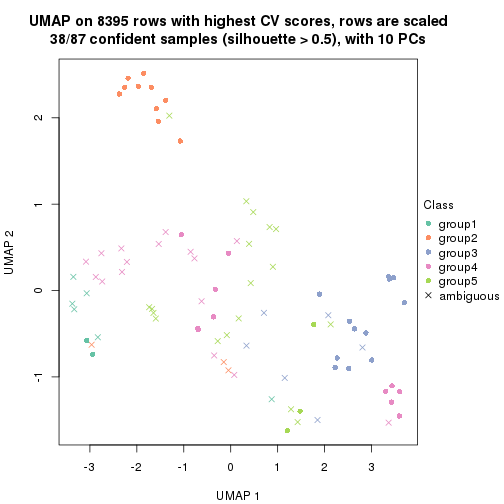 UMAP on 8395 rows with highest CV scores, rows are scaled
38/87 confident samples (silhouette > 0.5), with 10 PCs
UMAP 2
2
1
0
-1
-3
-2
-1
0
1
2
3
UMAP 1
Class
group1
group2
group3
group4
group5
ambiguous